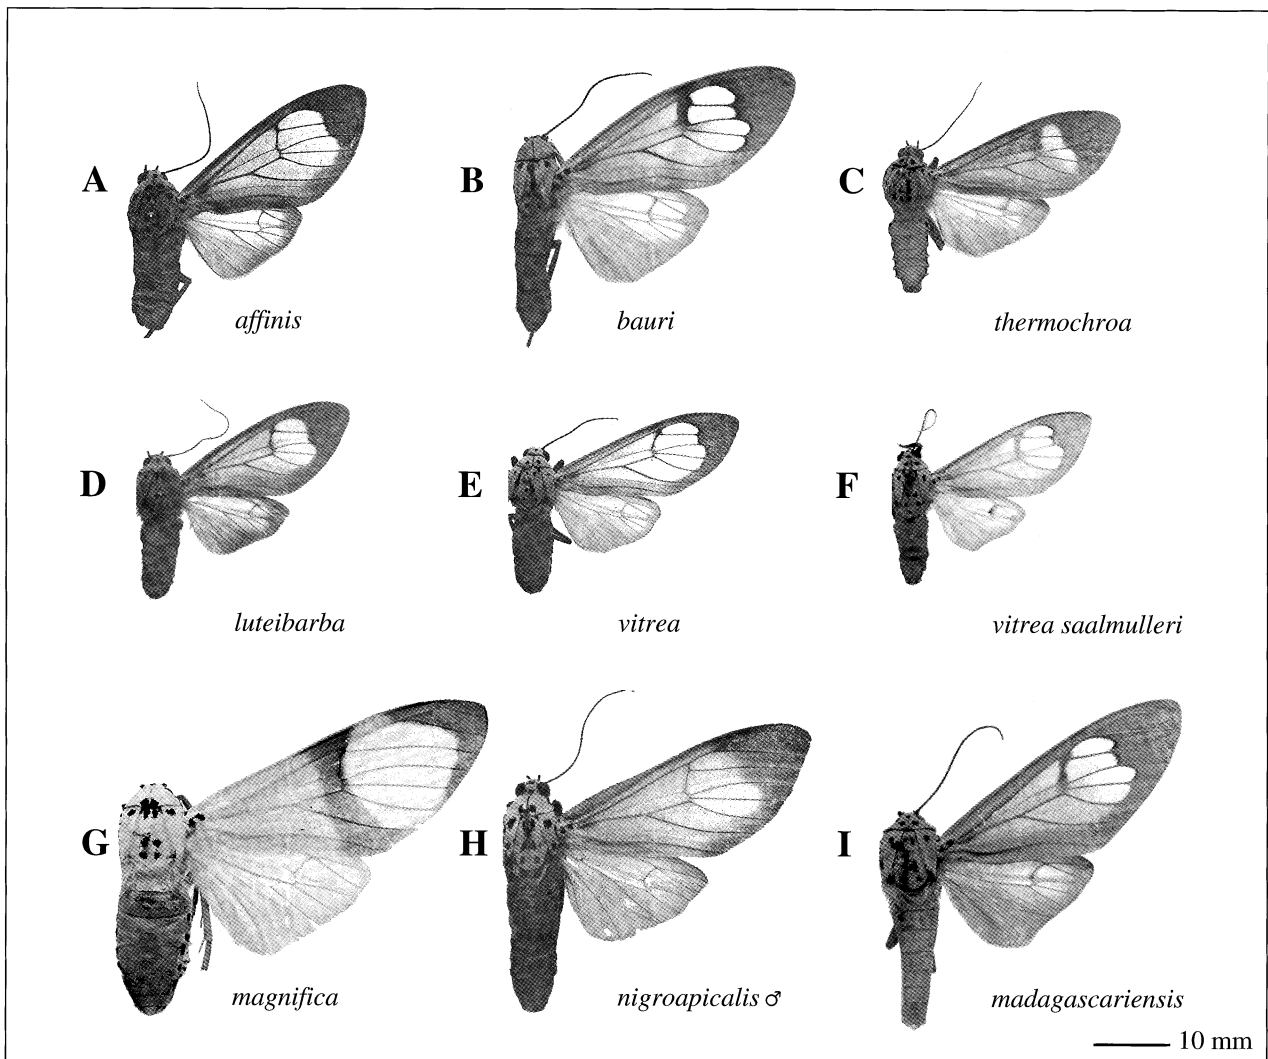 A
B
C
affinis
bauri
thermochroa
D
E
F
luteibarba
vitrea
vitrea saalmulleri
G
H
I
magnifica
nigroapicalis ♂
madagascariensis
10 mm